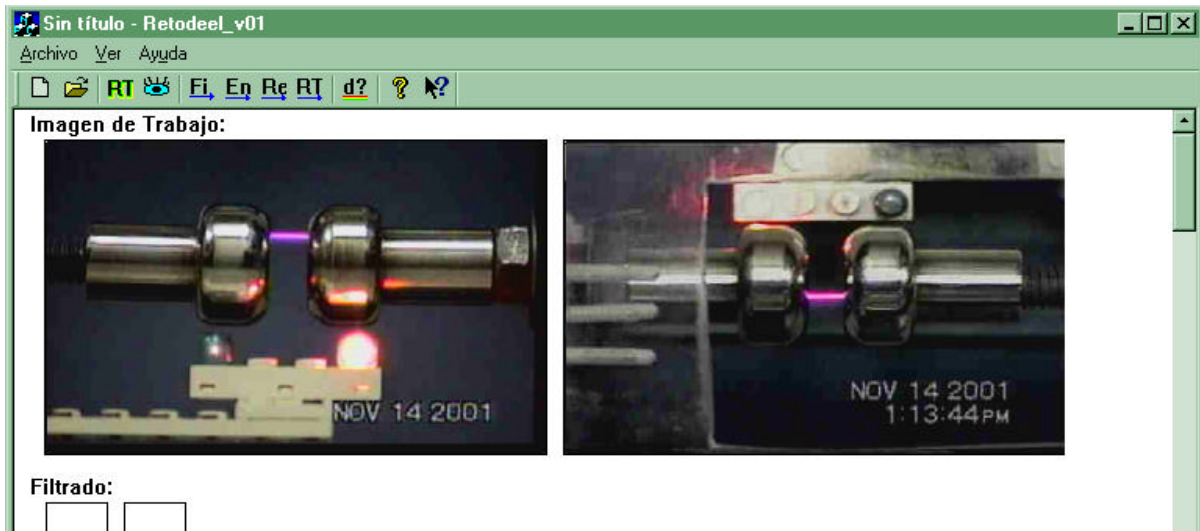 Sin título - Retodeel_v01
Archivo Ver Ayuda
RT Fi En Re RT d? ? ?
Imagen de Trabajo:
NOV 14 2001
NOV 14 2001
1:13:44PM
Filtrado: